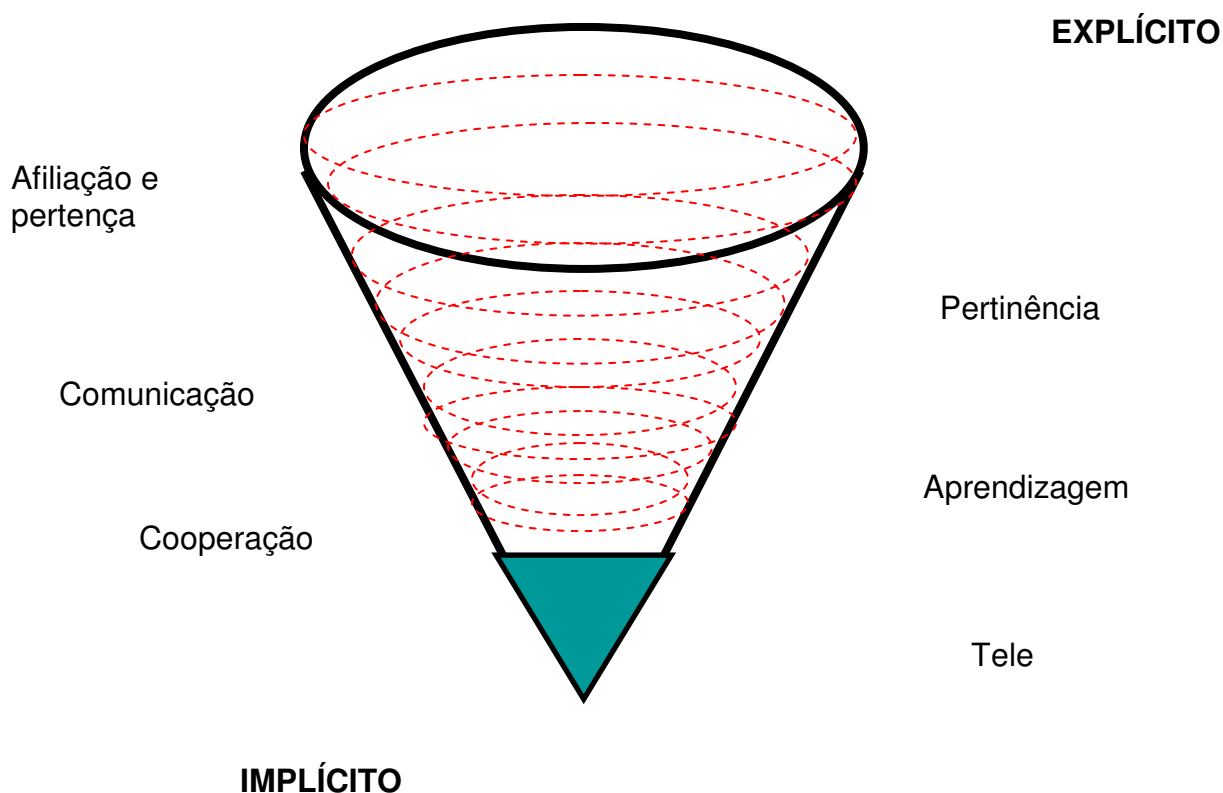 EXPLÍCITO
Afiliação e
pertença
Pertinência
Comunicação
Aprendizagem
Cooperação
Tele
IMPLÍCITO